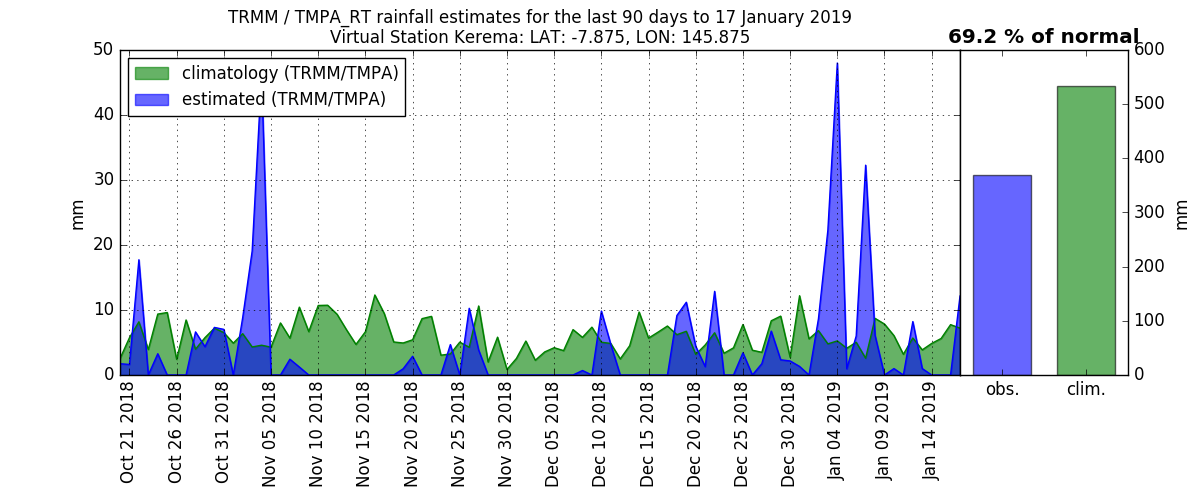 TRMM / TMPA_RT rainfall estimates for the last 90 days to 17 January 2019
Virtual Station Kerema: LAT: -7.875, LON: 145.875
69.2 % of normal
climatology (TRMM/TMPA)
estimated (TRMM/TMPA)
50
40
30
20
10
0
mm
600
500
400
300
200
100
0
mm
obs.
clim.
Oct 21 2018
Oct 26 2018
Oct 31 2018
Nov 05 2018
Nov 10 2018
Nov 15 2018
Nov 20 2018
Nov 25 2018
Nov 30 2018
Dec 05 2018
Dec 10 2018
Dec 15 2018
Dec 20 2018
Dec 25 2018
Dec 30 2018
Jan 04 2019
Jan 09 2019
Jan 14 2019